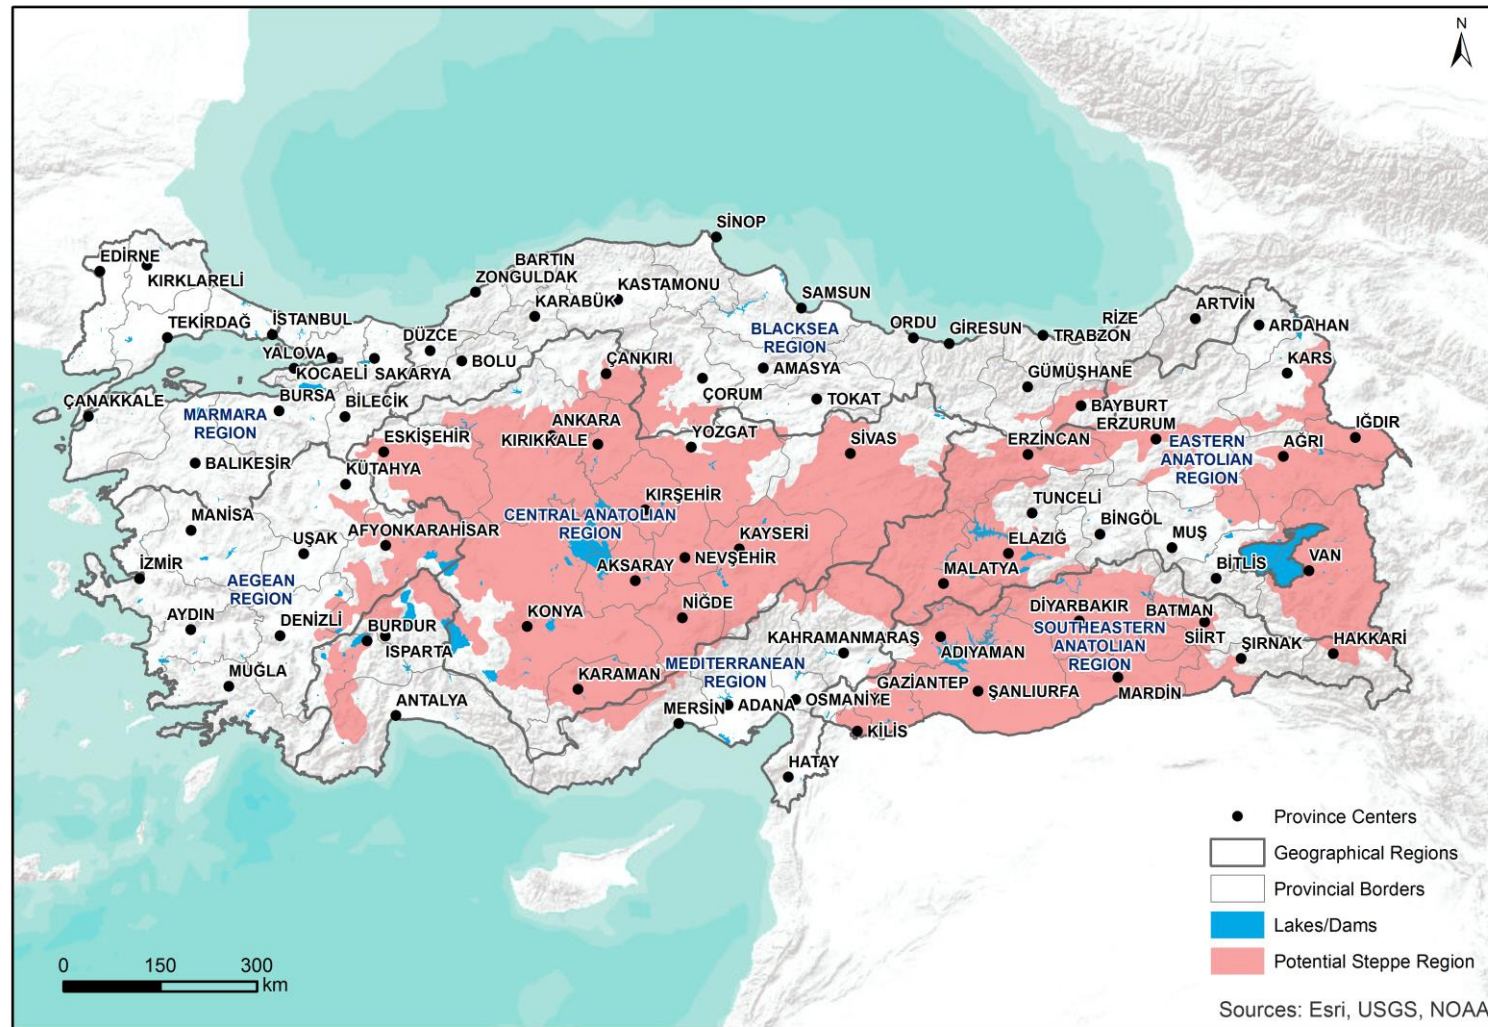 N
SİNOP
EDİRNE
KIRKLARELİ
BARTIN
ZONGULDAK
KASTAMONU
KARABÜK
SAMSUN
ARTVİN
TEKİRDAĞ
İSTANBUL
DÜZCE
BLACKSEA
REGION
ORDU
GİRESUN
RİZE
TRABZON
ARDAHAN
YALOVA
KOCAELİ
SAKARYA
BOLU
ÇANKIRI
AMASYA
KARS
ÇANAKKALE
MARMARA
REGION
BURSA
BİLECİK
ÇORUM
TOKAT
GÜMÜŞHANE
BAYBURT
ERZURUM
IĞDIR
ANKARA
ESKİŞEHİR
KIRIKKALE
YOZGAT
SİVAS
ERZİNCAN
EASTERN
ANATOLIAN
REGION
AĞRI
BALIKESİR
KÜTAHYA
KIRŞEHİR
TUNCELİ
MANİSA
UŞAK
AFYONKARAHİSAR
CENTRAL ANATOLIAN
REGION
KAYSERİ
BİNGÖL
MUŞ
ELAZIĞ
İZMİR
AEGEAN
REGION
AKSARAY
NEVŞEHİR
MALATYA
BİTLİS
VAN
AYDIN
DENİZLİ
BURDUR
ISPARTA
KONYA
NİĞDE
DİYARBAKIR
BATMAN
SOUTHEASTERN
ANATOLIAN
REGION
SİİRT
ŞIRNAK
HAKKARİ
KAHRAMANMARAŞ
ADIYAMAN
MUĞLA
ANTALYA
KARAMAN
MEDITERRANEAN
REGION
GAZİANTEP
ŞANLIURFA
MARDİN
MERSİN
ADANA
OSMANİYE
KİLİS
HATAY
Province Centers
Geographical Regions
Provincial Borders
Lakes/Dams
Potential Steppe Region
0 150 300
km
Sources: Esri, USGS, NOAA